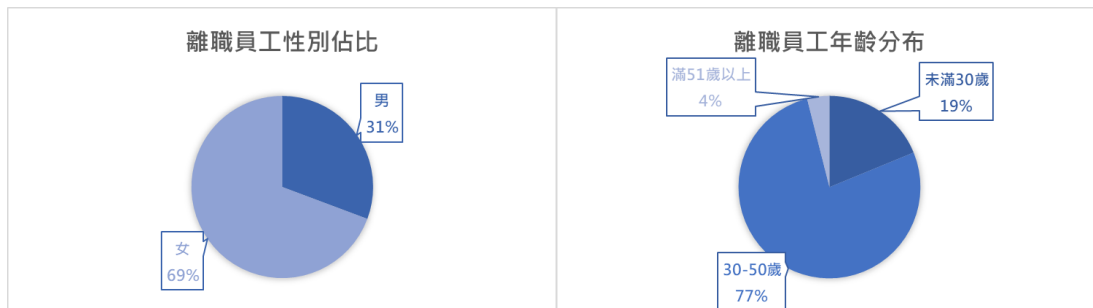 離職員工性別佔比
男
31%
女
69%
離職員工年齡分布
滿51歲以上
4%
未滿30歲
19%
30-50歲
77%